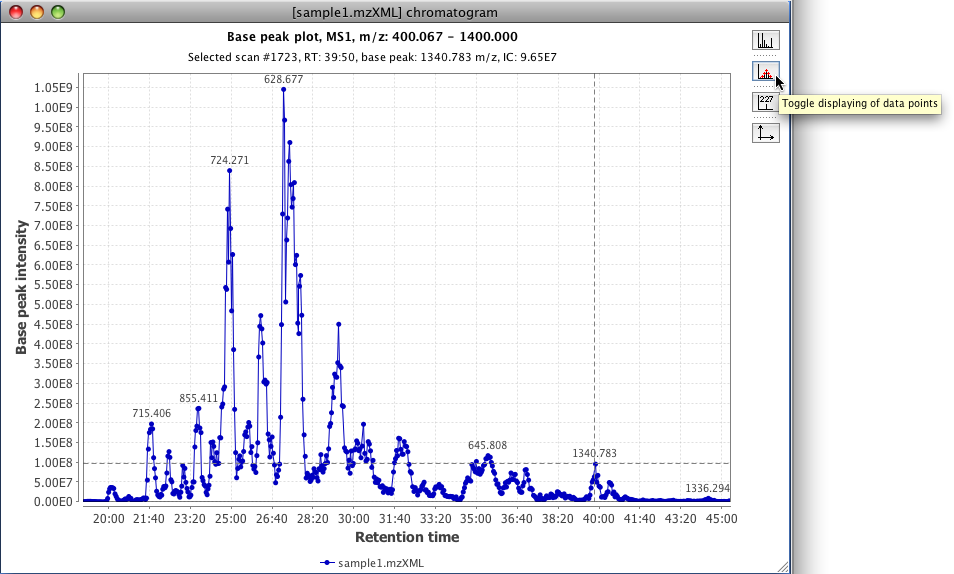 [sample1.mzXML] chromatogram
Base peak plot, MS1, m/z: 400.067 - 1400.000
Selected scan #1723, RT: 39:50, base peak: 1340.783 m/z, IC: 9.65E7
628.677
724.271
855.411
715.406
645.808
1340.783
1336.294
Base peak intensity
1.05E9
1.00E9
9.50E8
9.00E8
8.50E8
8.00E8
7.50E8
7.00E8
6.50E8
6.00E8
5.50E8
5.00E8
4.50E8
4.00E8
3.50E8
3.00E8
2.50E8
2.00E8
1.50E8
1.00E8
5.00E7
0.00E0
20:00 21:40 23:20 25:00 26:40 28:20 30:00 31:40 33:20 35:00 36:40 38:20 40:00 41:40 43:20 45:00
Retention time
sample1.mzXML
227
Toggle displaying of data points